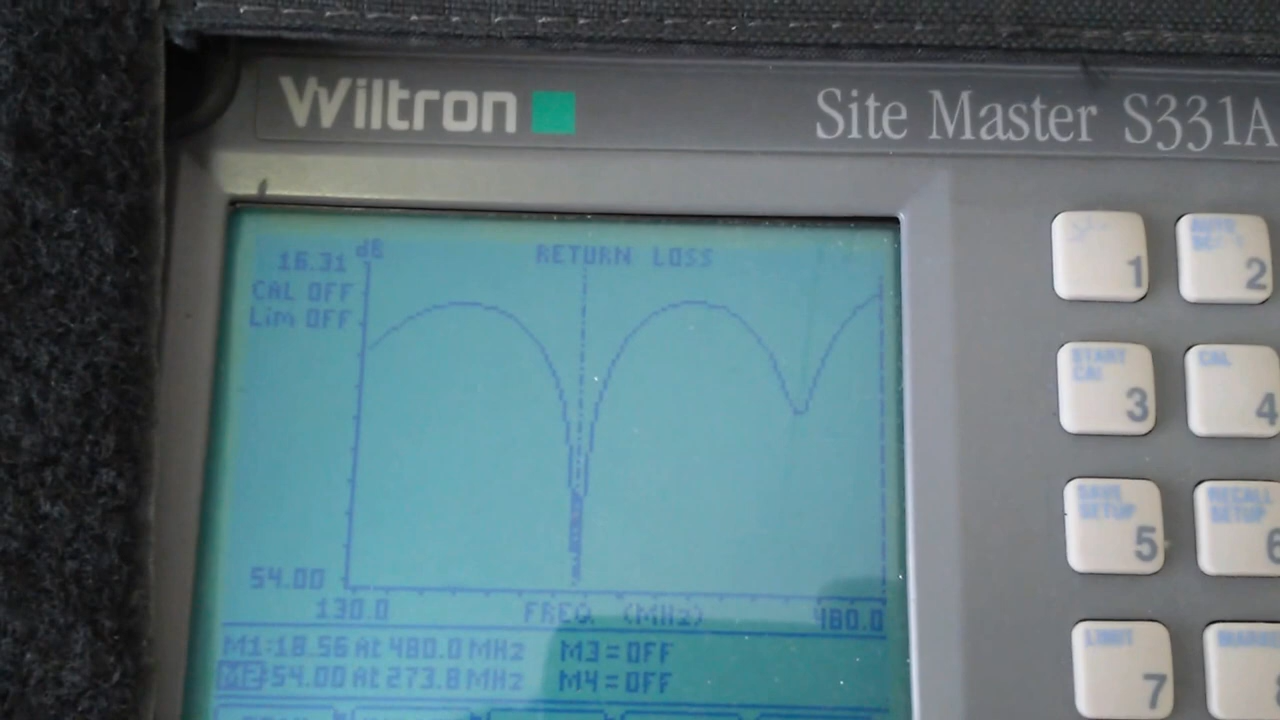 Wiltron
Site Master S331A
dB
16.31
RETURN LOSS
CAL OFF
Lim OFF
54.00
130.0
FREQ (MHz)
480.0
M1:18.56 At 480.0 MHz M3=OFF
M2:54.00 At 273.8 MHz M4=OFF
1
AUTO
2
START
CAL
3
CAL
4
SAVE
SETUP
5
RECALL
SETUP
6
LIMIT
7